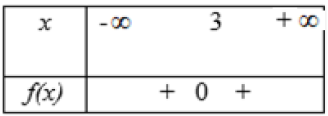 x -∞ 3 +∞
f(x) + 0 +